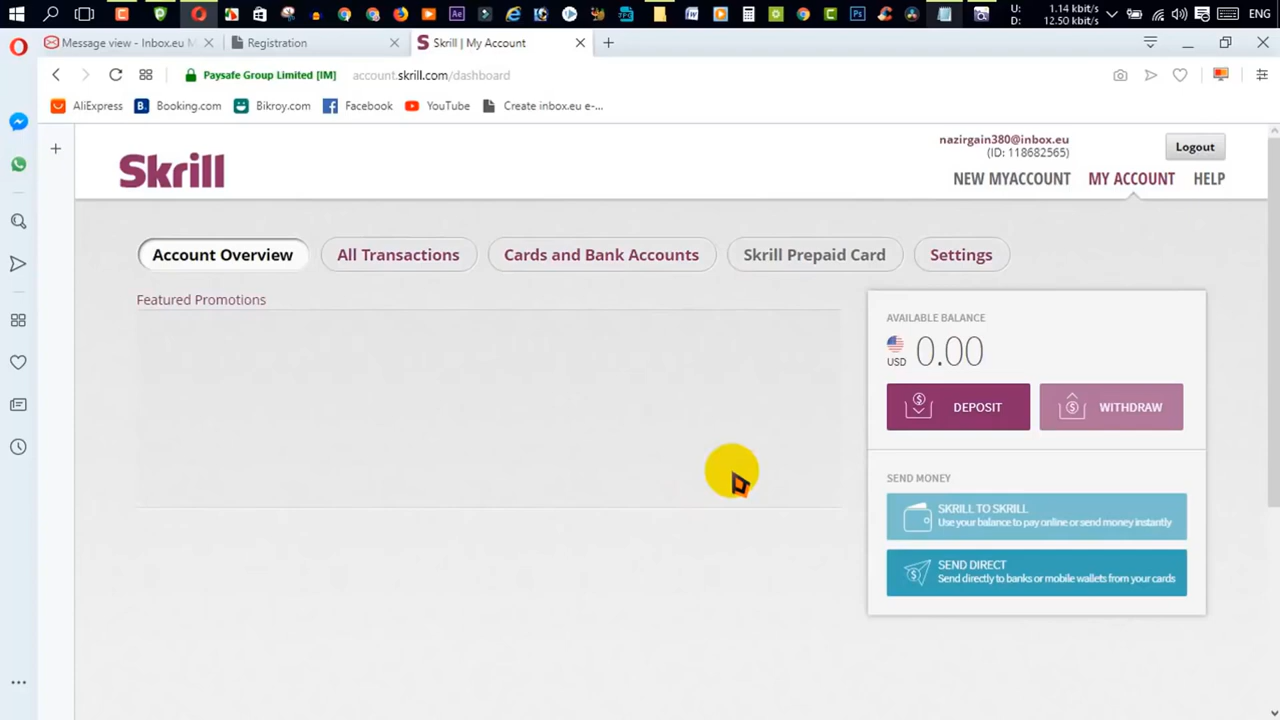 U: 1.14 kbit/s
D: 12.50 kbit/s
ENG
Message view - Inbox.eu M
Registration
Skrill | My Account
Paysafe Group Limited [IM]
account.skrill.com/dashboard
AliExpress
Booking.com
Bikroy.com
Facebook
YouTube
Create inbox.eu e-...
nazirgain380@inbox.eu
(ID: 118682565)
Logout
Skrill
NEW MYACCOUNT
MY ACCOUNT
HELP
Account Overview
All Transactions
Cards and Bank Accounts
Skrill Prepaid Card
Settings
Featured Promotions
AVAILABLE BALANCE
USD
0.00
DEPOSIT
WITHDRAW
SEND MONEY
SKRILL TO SKRILL
Use your balance to pay online or send money instantly
SEND DIRECT
Send directly to banks or mobile wallets from your cards